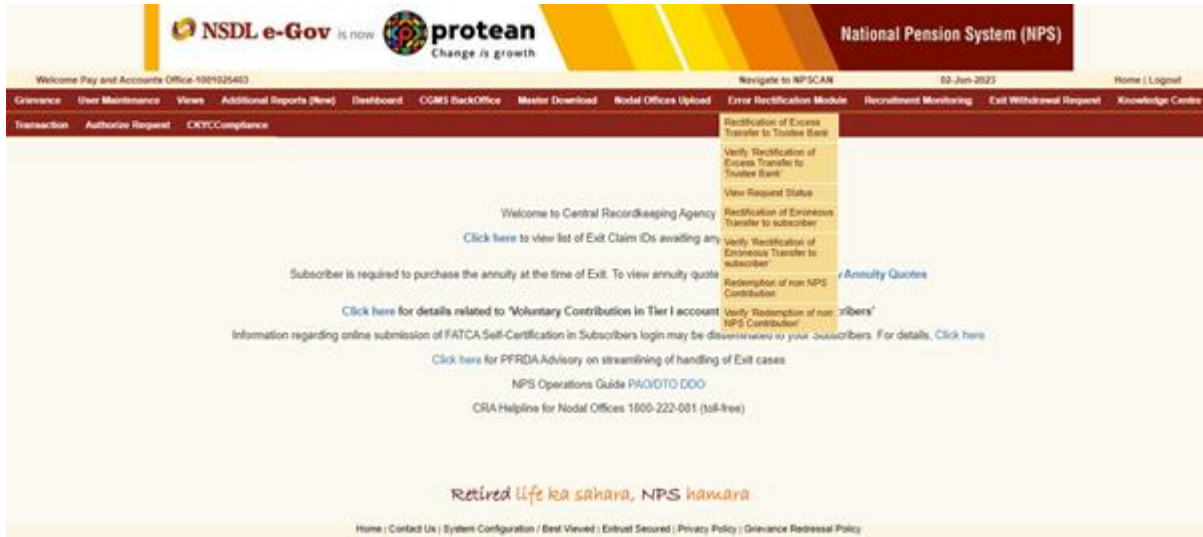 NSDL e-Gov is now protean
Change is growth
National Pension System (NPS)
Welcome Pay and Accounts Office-1001025403 Navigate to NPSCAN 02-Jun-2023 Home | Logout
Grievance User Maintenance Views Additional Reports (New) Dashboard CGMS BackOffice Master Download Nodal Offices Upload Error Rectification Module Recruitment Monitoring Exit Withdrawal Request Knowledge Centre
Transaction Authorize Request CKYCCompliance
Rectification of Excess
Transfer to Trustee Bank
Verify 'Rectification of
Excess Transfer to
Trustee Bank'
View Request Status
Rectification of Erroneous
Transfer to subscriber
Verify 'Rectification of
Erroneous Transfer to
subscriber'
Redemption of non NPS
Contribution
Verify 'Redemption of non
NPS Contribution'
Welcome to Central Recordkeeping Agency
Click here to view list of Exit Claim IDs awaiting any
Subscriber is required to purchase the annuity at the time of Exit. To view annuity quote Annuity Quotes
Click here for details related to 'Voluntary Contribution in Tier I account
Information regarding online submission of FATCA Self-Certification in Subscribers login may be disseminated to your Subscribers. For details, Click here
Click here for PFRDA Advisory on streamlining of handling of Exit cases
NPS Operations Guide PAO/DTO DDO
CRA Helpline for Nodal Offices 1800-222-081 (toll-free)
Retired life ka sahara, NPS hamara
Home | Contact Us | System Configuration / Best Viewed | Entrust Secured | Privacy Policy | Grievance Redressal Policy